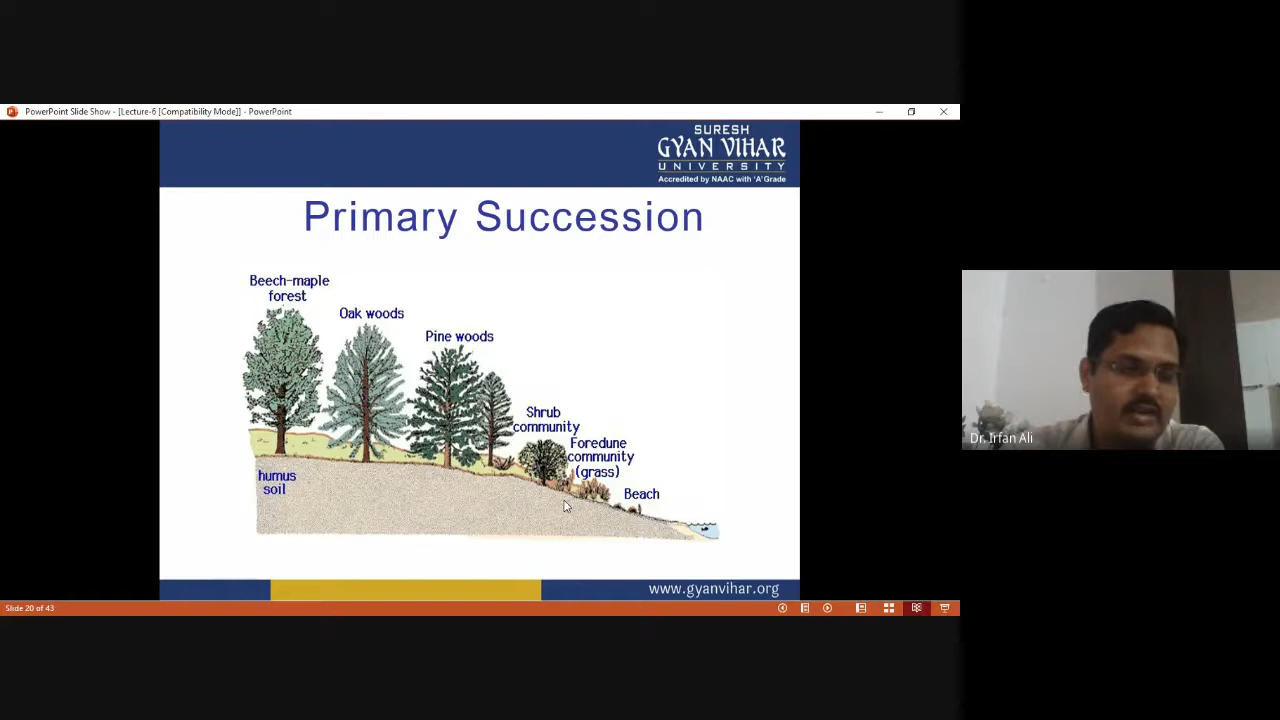 PowerPoint Slide Show - [Lecture-6 [Compatibility Mode]] - PowerPoint
SURESH
GYAN VIHAR
UNIVERSITY
Accredited by NAAC with 'A' Grade
Primary Succession
Beech-maple
forest
Oak woods
Pine woods
Shrub
community
Foredune
community
(grass)
Beach
humus
soil
Dr. Irfan Ali
www.gyanvihar.org
Slide 20 of 43